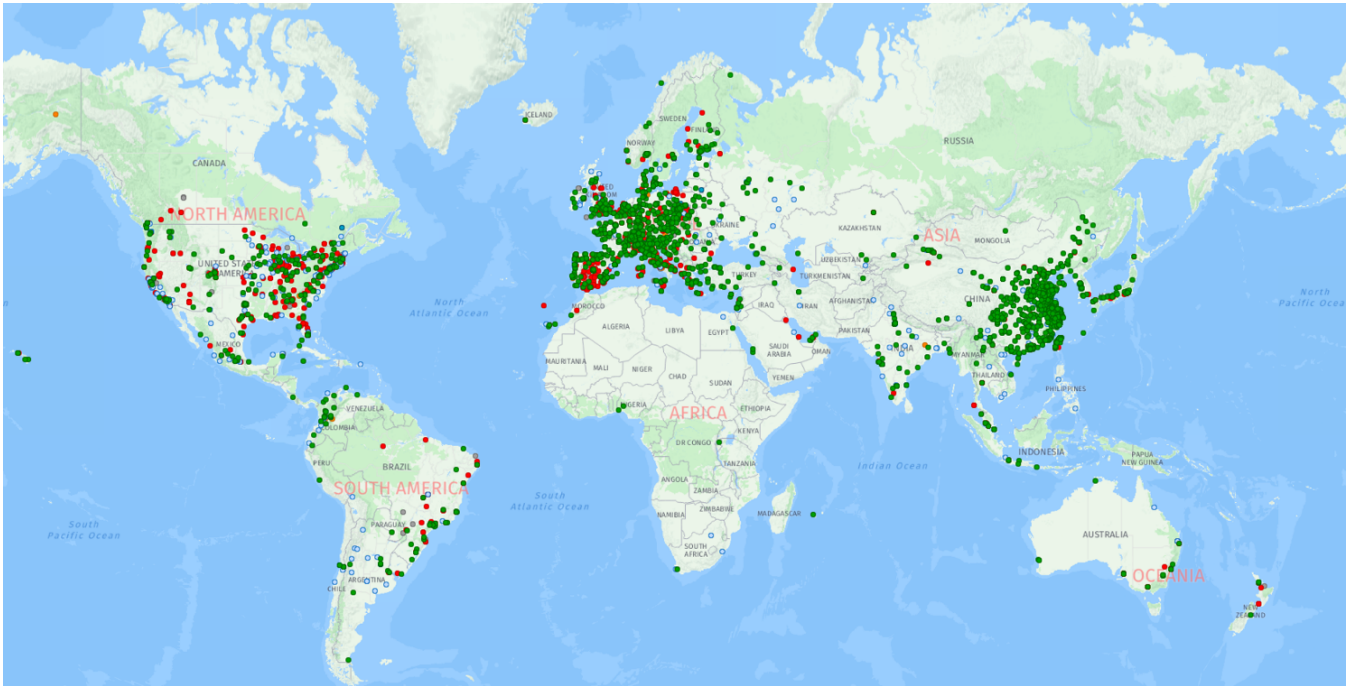 ICELAND
SWEDEN
NORWAY
RUSSIA
CANADA
NORTH AMERICA
UKRAINE
KAZAKHSTAN
ASIA
MONGOLIA
UZBEKISTAN
TURKEY
TURKMENISTAN
CHINA
North
Atlantic Ocean
North
Pacific Ocean
MOROCCO
IRAQ
IRAN
AFGHANISTAN
ALGERIA
LIBYA
EGYPT
PAKISTAN
MEXICO
SAUDI
ARABIA
OMAN
MYANMAR
MAURITANIA
MALI
NIGER
CHAD
SUDAN
YEMEN
THAILAND
PHILIPPINES
VENEZUELA
NIGERIA
AFRICA
ETHIOPIA
COLOMBIA
KENYA
DR CONGO
INDONESIA
PERU
BRAZIL
TANZANIA
Indian Ocean
PAPUA
NEW GUINEA
SOUTH AMERICA
ANGOLA
ZAMBIA
South
Atlantic Ocean
NAMIBIA
ZIMBABWE
MADAGASCAR
South
Pacific Ocean
PARAGUAY
AUSTRALIA
SOUTH
AFRICA
ARGENTINA
CHILE
OCEANIA
NEW
ZEALAND